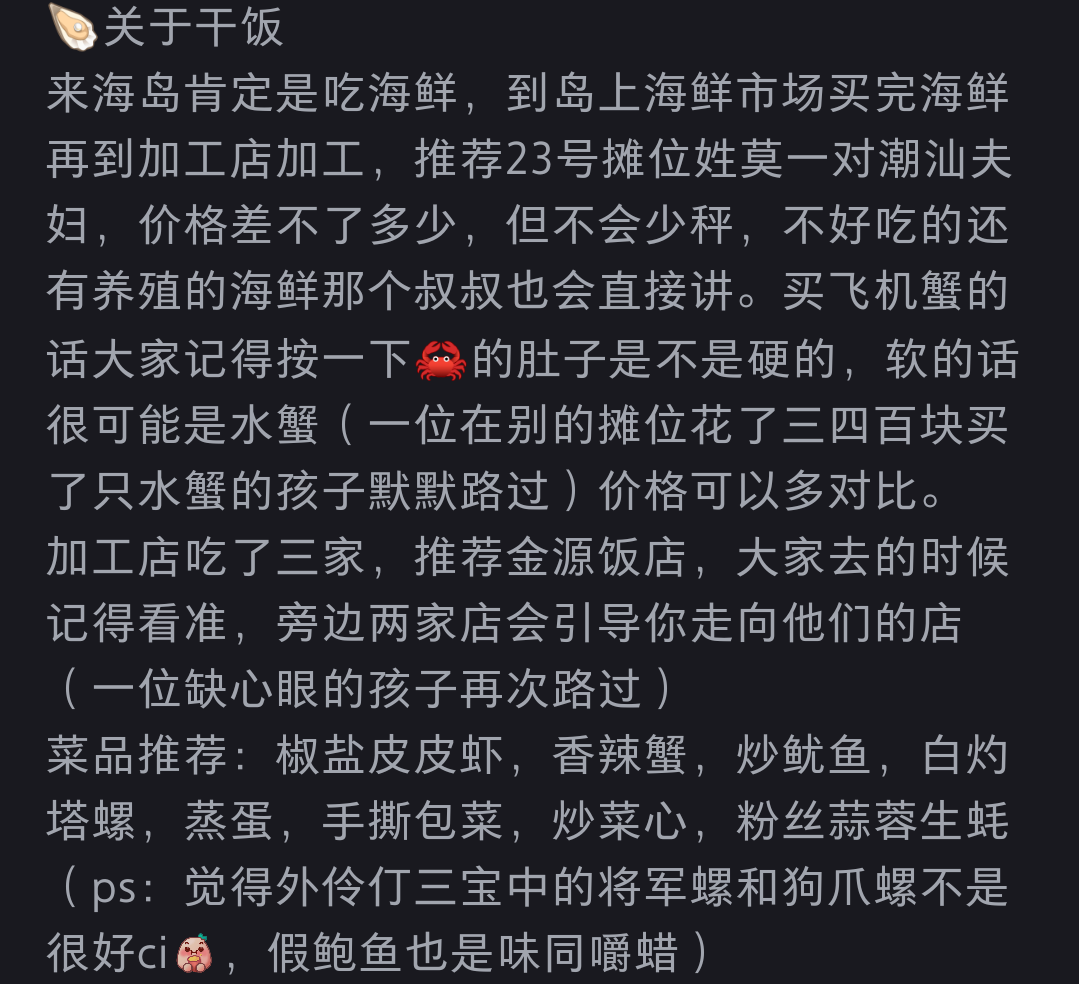 🦪关于干饭
来海岛肯定是吃海鲜，到岛上海鲜市场买完海鲜
再到加工店加工，推荐23号摊位姓莫一对潮汕夫
妇，价格差不了多少，但不会少秤，不好吃的还
有养殖的海鲜那个叔叔也会直接讲。买飞机蟹的
话大家记得按一下🦀的肚子是不是硬的，软的话
很可能是水蟹（一位在别的摊位花了三四百块买
了只水蟹的孩子默默路过）价格可以多对比。
加工店吃了三家，推荐金源饭店，大家去的时候
记得看准，旁边两家店会引导你走向他们的店
（一位缺心眼的孩子再次路过）
菜品推荐：椒盐皮皮虾，香辣蟹，炒鱿鱼，白灼
塔螺，蒸蛋，手撕包菜，炒菜心，粉丝蒜蓉生蚝
（ps：觉得外伶仃三宝中的将军螺和狗爪螺不是
很好ci，假鲍鱼也是味同嚼蜡）